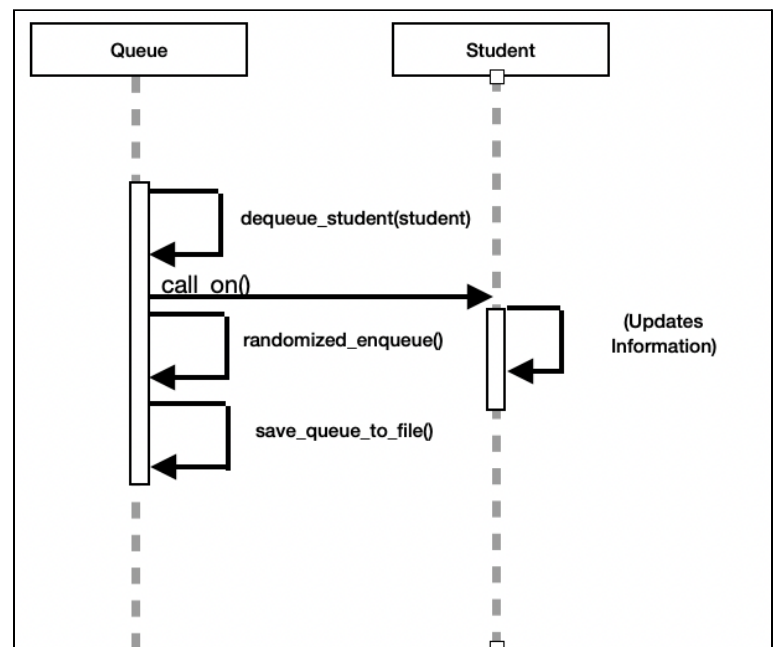 Queue
Student
dequeue_student(student)
call_on()
randomized_enqueue()
(Updates
Information)
save_queue_to_file()